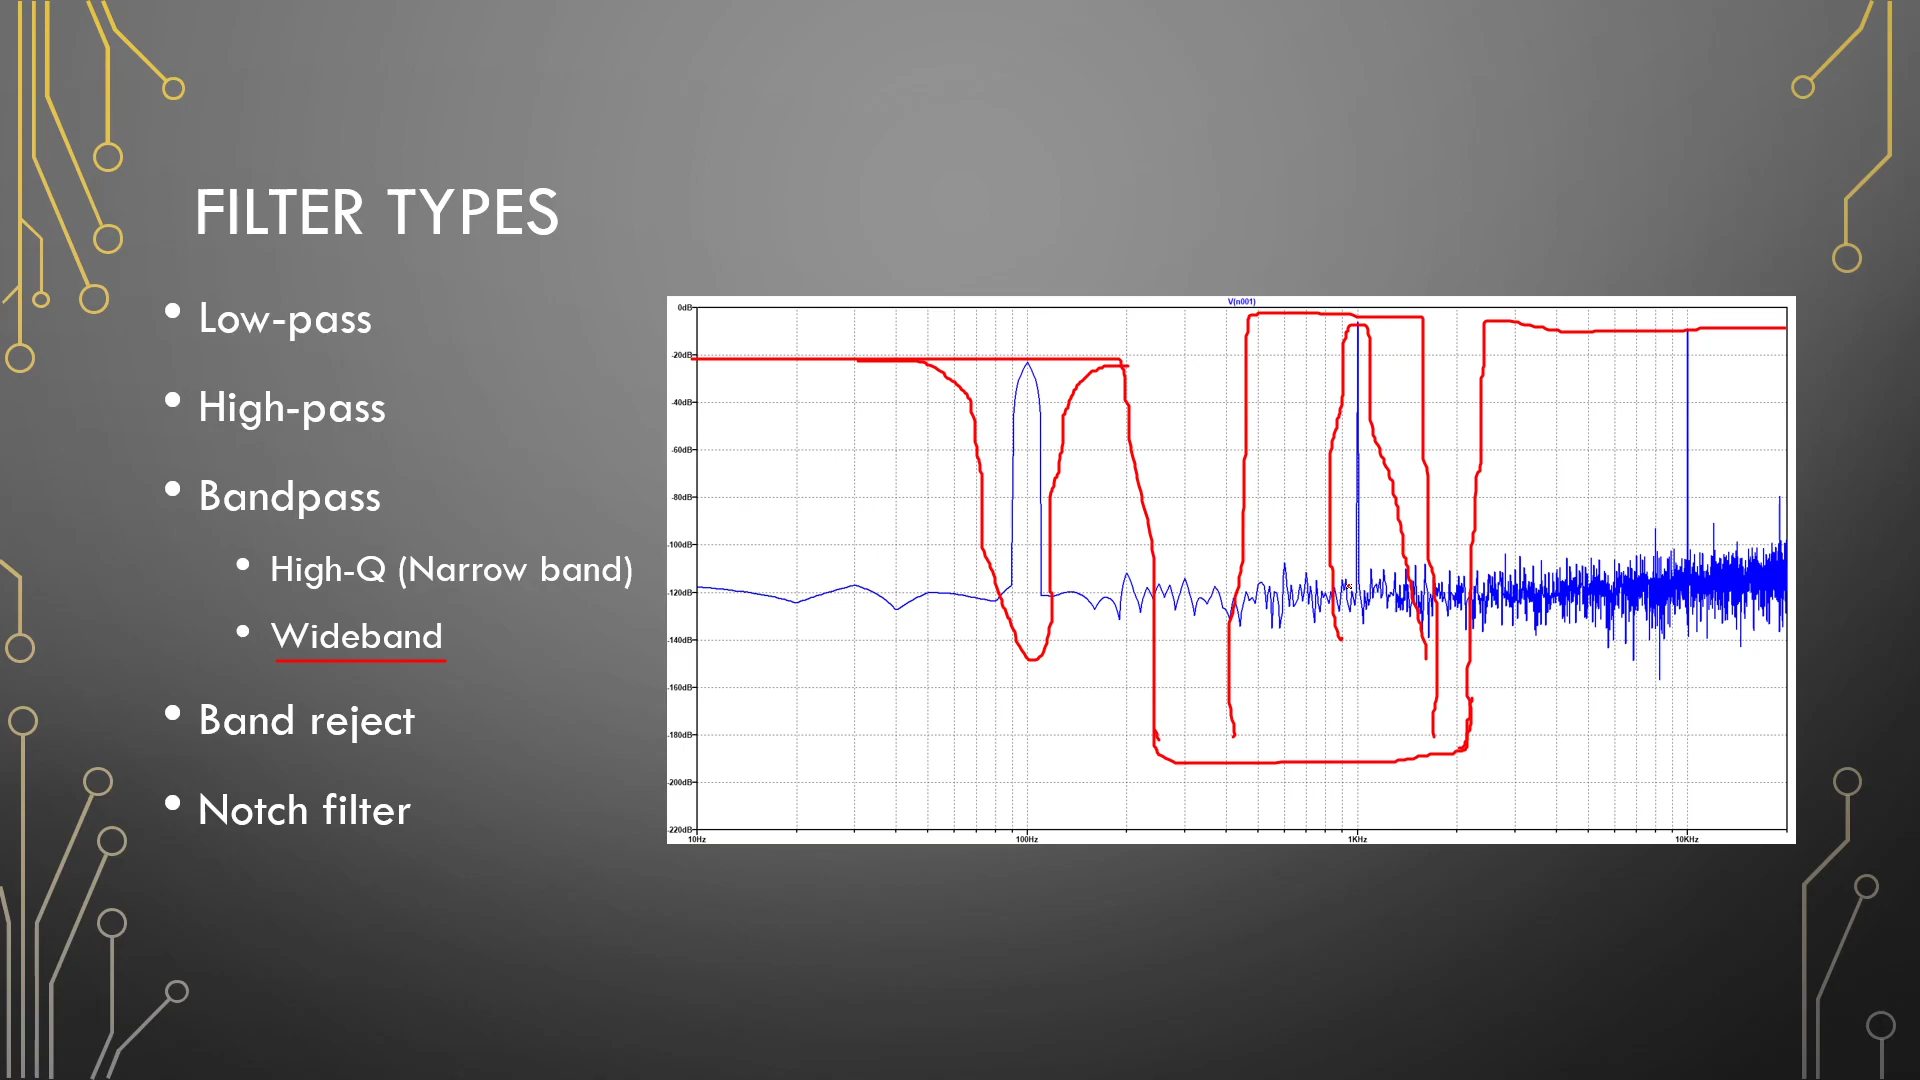 FILTER TYPES
Low-pass
High-pass
Bandpass
High-Q (Narrow band)
Wideband
Band reject
Notch filter
V(n001)
0dB
-20dB
-40dB
-60dB
-80dB
-100dB
-120dB
-140dB
-160dB
-180dB
-200dB
-220dB
10Hz 100Hz 1KHz 10KHz